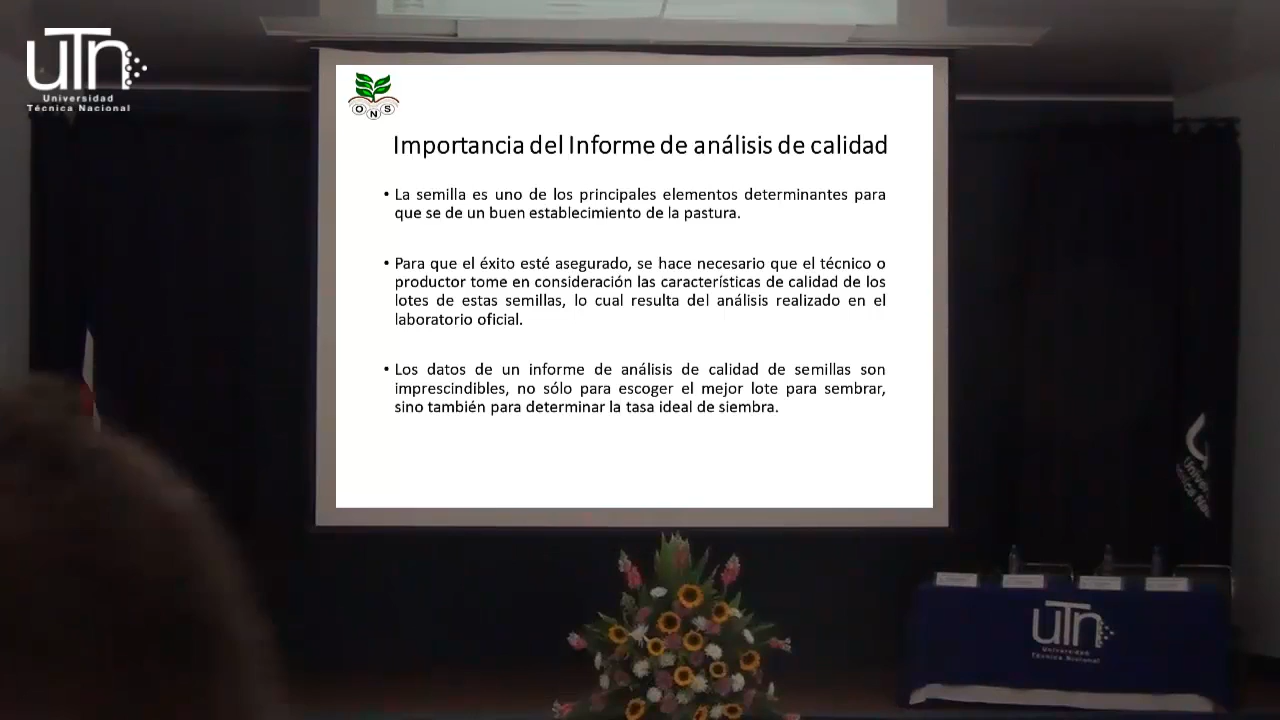 uTn
Universidad
Técnica Nacional
O N S
Importancia del Informe de análisis de calidad
• La semilla es uno de los principales elementos determinantes para
que se de un buen establecimiento de la pastura.
• Para que el éxito esté asegurado, se hace necesario que el técnico o
productor tome en consideración las características de calidad de los
lotes de estas semillas, lo cual resulta del análisis realizado en el
laboratorio oficial.
• Los datos de un informe de análisis de calidad de semillas son
imprescindibles, no sólo para escoger el mejor lote para sembrar,
sino también para determinar la tasa ideal de siembra.
uTn
Universidad
Técnica Nacional